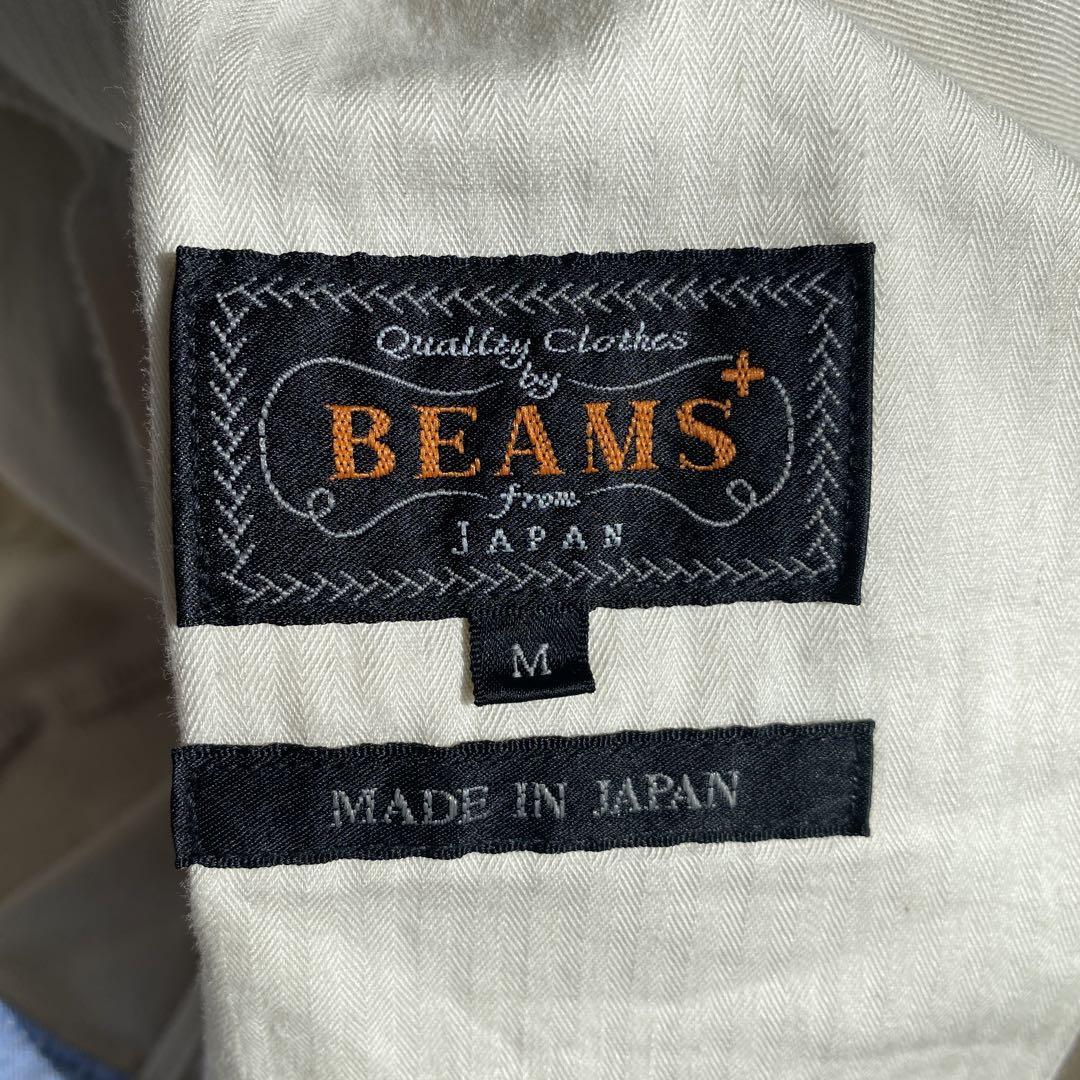 Quality Clothes
by
BEAMS+
from
JAPAN
M
MADE IN JAPAN